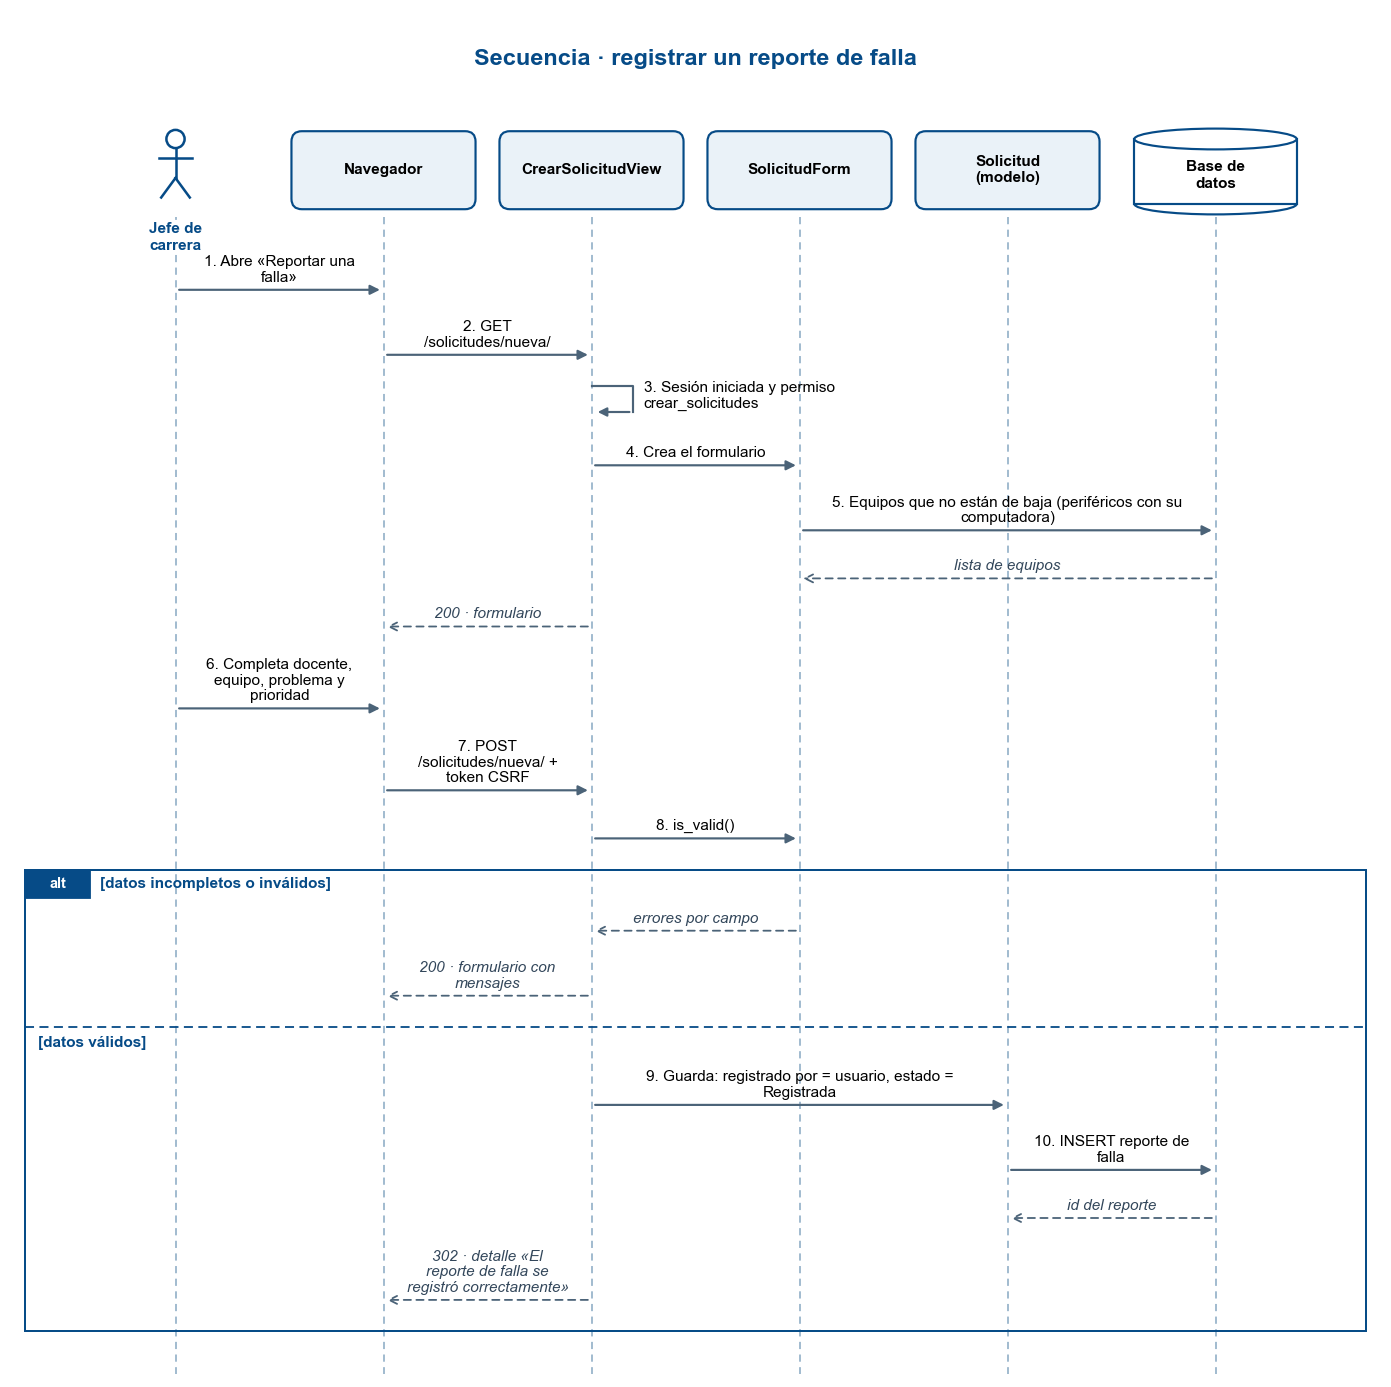 Secuencia · registrar un reporte de falla
Jefe de
carrera
Navegador
CrearSolicitudView
SolicitudForm
Solicitud
(modelo)
Base de
datos
1. Abre «Reportar una
falla»
2. GET
/solicitudes/nueva/
3. Sesión iniciada y permiso
crear_solicitudes
4. Crea el formulario
5. Equipos que no están de baja (periféricos con su
computadora)
lista de equipos
200 · formulario
6. Completa docente,
equipo, problema y
prioridad
7. POST
/solicitudes/nueva/ +
token CSRF
8. is_valid()
alt
[datos incompletos o inválidos]
errores por campo
200 · formulario con
mensajes
[datos válidos]
9. Guarda: registrado por = usuario, estado =
Registrada
10. INSERT reporte de
falla
id del reporte
302 · detalle «El
reporte de falla se
registró correctamente»